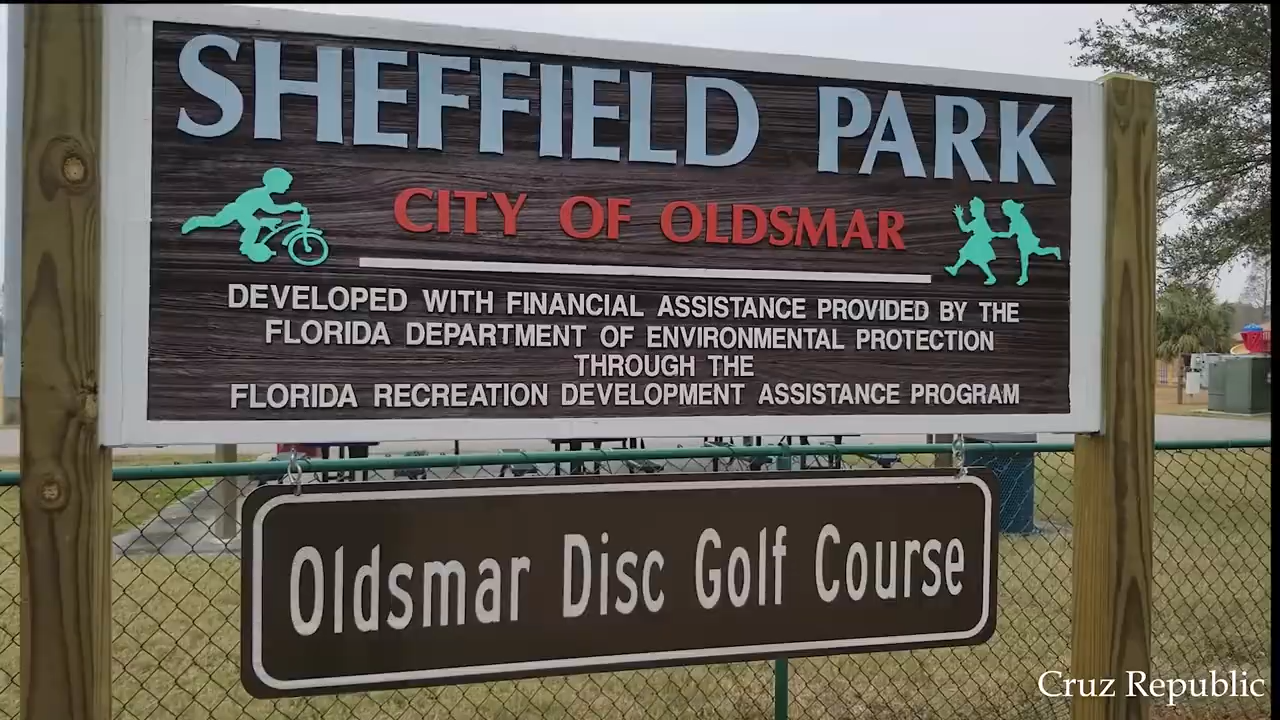 SHEFFIELD PARK
CITY OF OLDSMAR
DEVELOPED WITH FINANCIAL ASSISTANCE PROVIDED BY THE
FLORIDA DEPARTMENT OF ENVIRONMENTAL PROTECTION
THROUGH THE
FLORIDA RECREATION DEVELOPMENT ASSISTANCE PROGRAM
Oldsmar Disc Golf Course
Cruz Republic